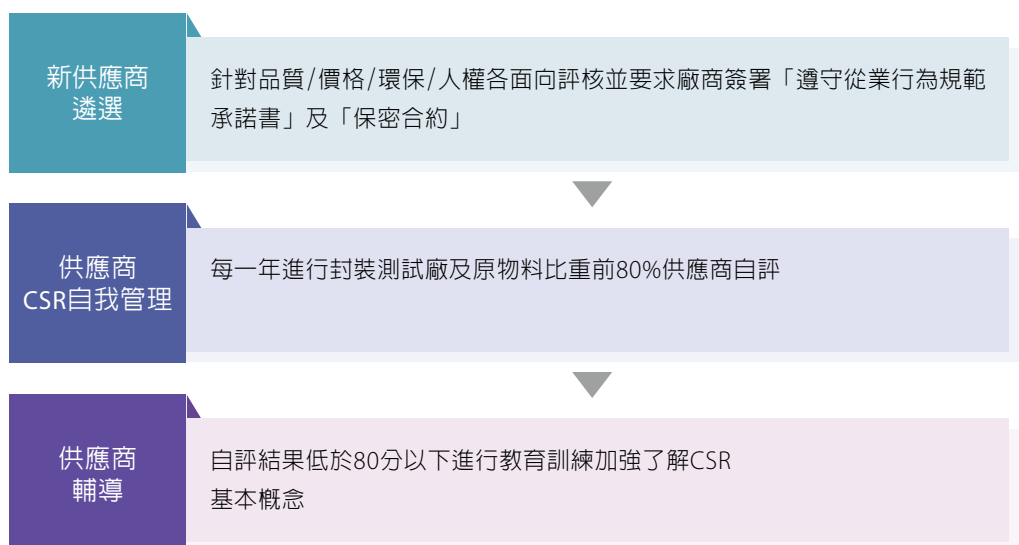 新供應商
遴選
針對品質/價格/環保/人權各面向評核並要求廠商簽署「遵守從業行為規範
承諾書」及「保密合約」
供應商
CSR自我管理
每一年進行封裝測試廠及原物料比重前80%供應商自評
供應商
輔導
自評結果低於80分以下進行教育訓練加強了解CSR
基本概念